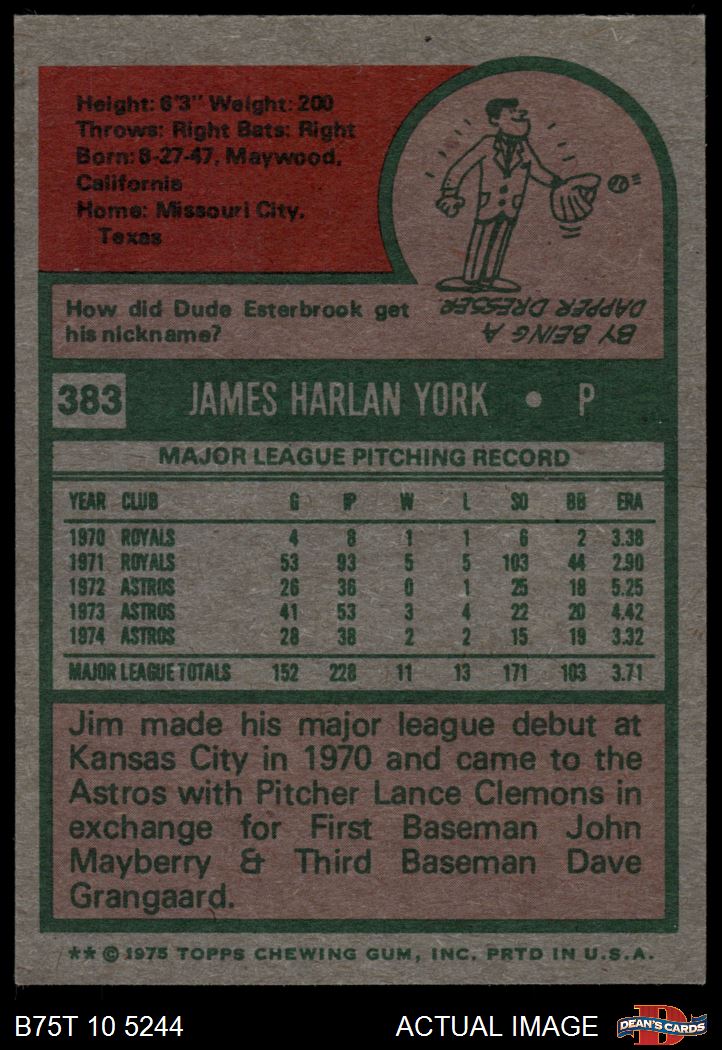 Height: 6'3" Weight: 200
Throws: Right Bats: Right
Born: 8-27-47, Maywood,
California
Home: Missouri City,
Texas
How did Dude Esterbrook get
his nickname?
BY BEING A
DAPPER DRESSER.
383 JAMES HARLAN YORK • P
MAJOR LEAGUE PITCHING RECORD
YEAR CLUB G IP W L SO BB ERA
1970 ROYALS 4 8 1 1 6 2 3.38
1971 ROYALS 53 93 5 5 103 44 2.90
1972 ASTROS 26 36 0 1 25 18 5.25
1973 ASTROS 41 53 3 4 22 20 4.42
1974 ASTROS 28 38 2 2 15 19 3.32
MAJOR LEAGUE TOTALS 152 228 11 13 171 103 3.71
Jim made his major league debut at
Kansas City in 1970 and came to the
Astros with Pitcher Lance Clemons in
exchange for First Baseman John
Mayberry & Third Baseman Dave
Grangaard.
** © 1975 TOPPS CHEWING GUM, INC. PRTD IN U.S.A.
B75T 10 5244 ACTUAL IMAGE
D
DEAN'S CARDS